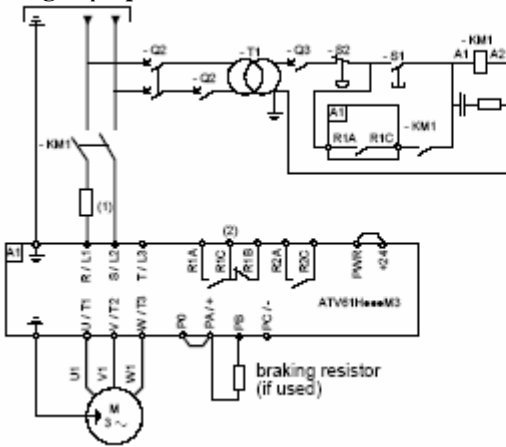 - Q2
- T1
- Q3
- S2
- S1
- KM1
A1
A2
- Q2
A1
R1A
R1C
- KM1
- KM1
(1)
(2)
A1
R / L1
S / L2
T / L3
R1A
R1C
R1B
R2A
R2C
PWR
+24
ATV61H●●●M3
U / T1
V / T2
W / T3
P0
PA / +
PB
PC / -
U1
V1
W1
M
3 ~
braking resistor
(if used)